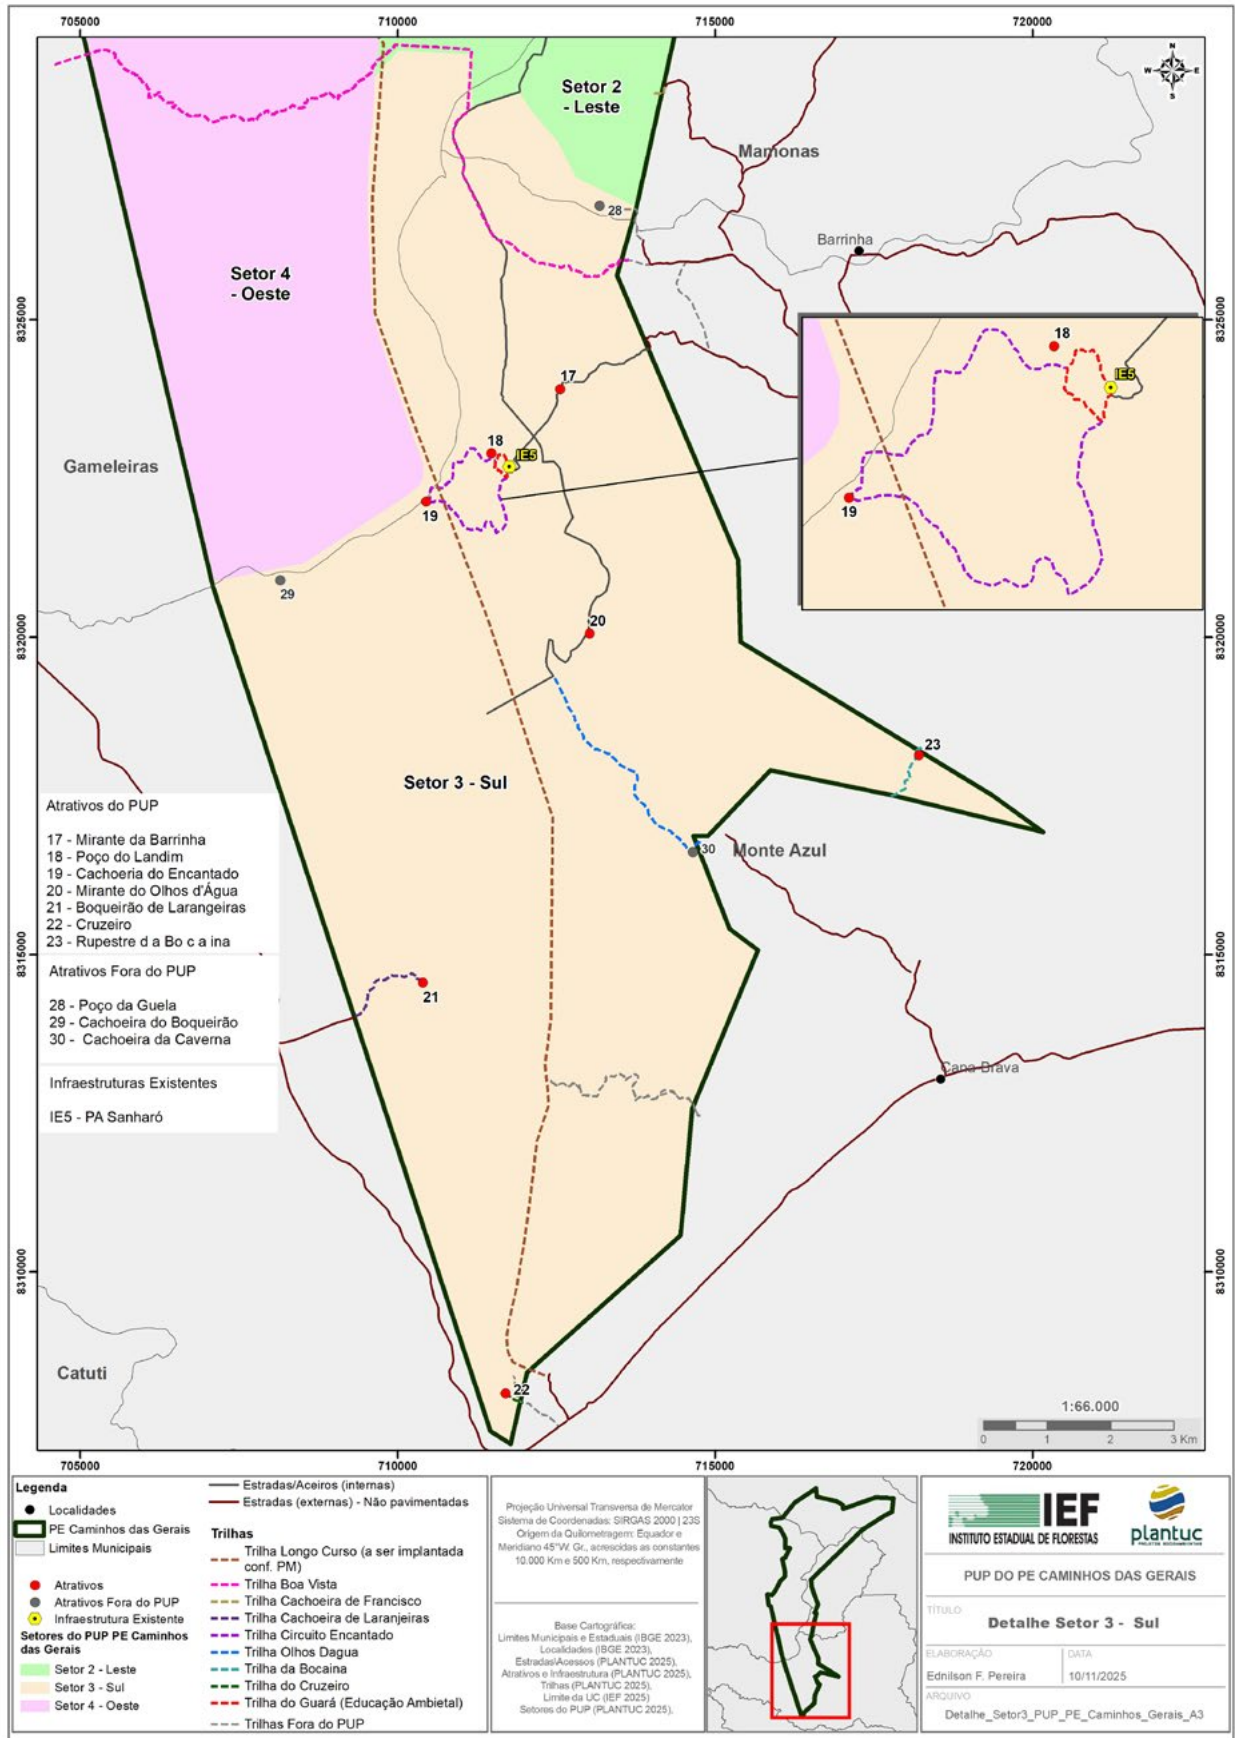 705000
710000
715000
720000
N
W
E
S
Setor 2
- Leste
Mamonas
28
Barrinha
Setor 4
- Oeste
8325000
8325000
17
18
IE5
19
18
IE5
19
Gameleiras
29
20
8320000
8320000
23
Setor 3 - Sul
30
Monte Azul
Atrativos do PUP
17 - Mirante da Barrinha
18 - Poço do Landim
19 - Cachoeria do Encantado
20 - Mirante do Olhos d'Água
21 - Boqueirão de Larangeiras
22 - Cruzeiro
23 - Rupestre d a Bo c a ina
8315000
8315000
Atrativos Fora do PUP
28 - Poço da Guela
29 - Cachoeira do Boqueirão
30 - Cachoeira da Caverna
Infraestruturas Existentes
IE5 - PA Sanharó
21
Capa Brava
8310000
8310000
Catuti
22
1:66.000
0 1 2 3 Km
705000
710000
715000
720000
Legenda
Localidades
PE Caminhos das Gerais
Limites Municipais
Atrativos
Atrativos Fora do PUP
Infraestrutura Existente
Setores do PUP PE Caminhos
das Gerais
Setor 2 - Leste
Setor 3 - Sul
Setor 4 - Oeste
Estradas/Aceiros (internas)
Estradas (externas) - Não pavimentadas
Trilhas
Trilha Longo Curso (a ser implantada
conf. PM)
Trilha Boa Vista
Trilha Cachoeira de Francisco
Trilha Cachoeira de Laranjeiras
Trilha Circuito Encantado
Trilha Olhos Dagua
Trilha da Bocaina
Trilha do Cruzeiro
Trilha do Guará (Educação Ambietal)
Trilhas Fora do PUP
Projeção Universal Transversa de Mercator
Sistema de Coordenadas: SIRGAS 2000 | 23S
Origem da Quilometragem: Equador e
Meridiano 45°W. Gr., acrescidas as constantes
10.000 Km e 500 Km, respectivamente
Base Cartográfica:
Limites Municipais e Estaduais (IBGE 2023),
Localidades (IBGE 2023),
Estradas\Acessos (PLANTUC 2025),
Atrativos e Infraestrutura (PLANTUC 2025),
Trilhas (PLANTUC 2025),
Limite da UC (IEF 2025)
Setores do PUP (PLANTUC 2025),
IEF
INSTITUTO ESTADUAL DE FLORESTAS
plantuc
PROJETOS SOCIOAMBIENTAIS
PUP DO PE CAMINHOS DAS GERAIS
TÍTULO
Detalhe Setor 3 - Sul
ELABORAÇÃO
Ednilson F. Pereira
DATA
10/11/2025
ARQUIVO
Detalhe_Setor3_PUP_PE_Caminhos_Gerais_A3